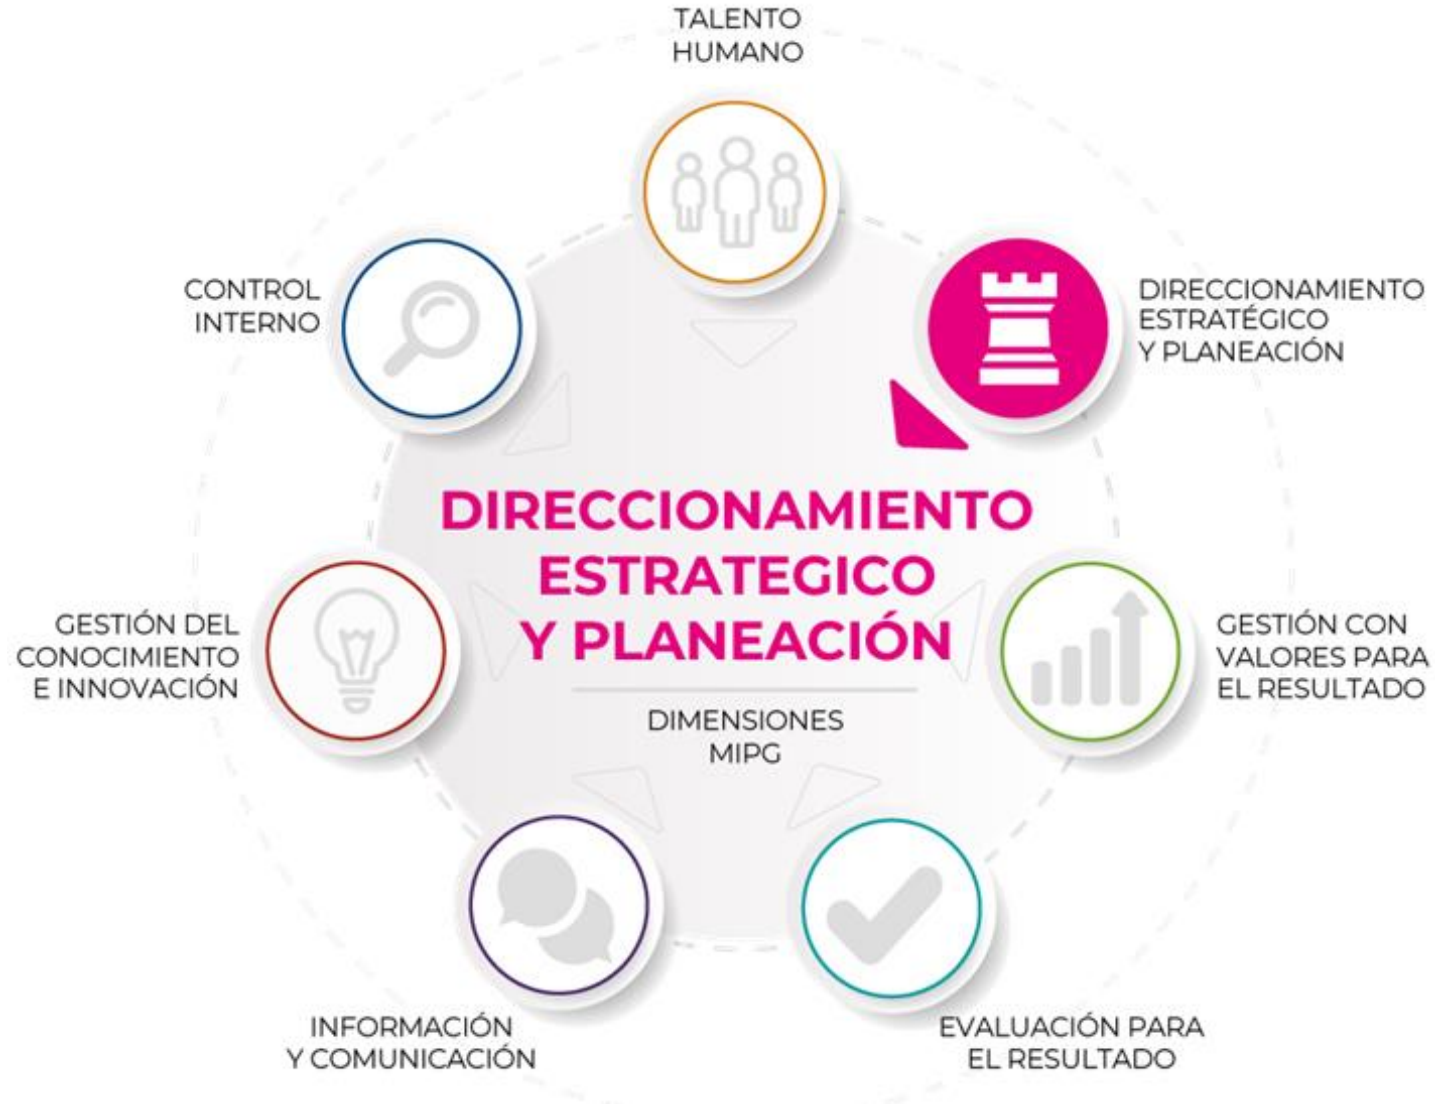 TALENTO
HUMANO
CONTROL
INTERNO
DIRECCIONAMIENTO
ESTRATÉGICO
Y PLANEACIÓN
DIRECCIONAMIENTO
ESTRATEGICO
Y PLANEACIÓN
DIMENSIONES
MIPG
GESTIÓN DEL
CONOCIMIENTO
E INNOVACIÓN
GESTIÓN CON
VALORES PARA
EL RESULTADO
INFORMACIÓN
Y COMUNICACIÓN
EVALUACIÓN PARA
EL RESULTADO